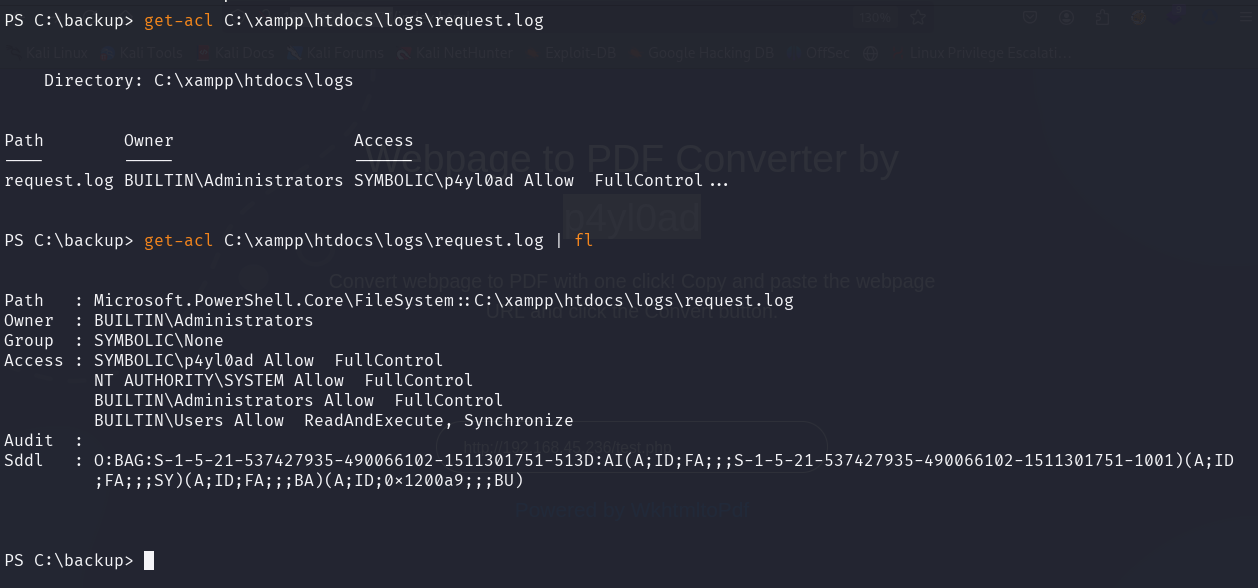 PS C:\backup> get-acl C:\xampp\htdocs\logs\request.log
150%
Kali Linux Kali Tools Kali Docs Kali Forums Kali NetHunter Exploit-DB Google Hacking DB OffSec Linux Privilege Escalati...
Directory: C:\xampp\htdocs\logs
Path Owner Access
---- ----- ------
Webpage to PDF Converter by
request.log BUILTIN\Administrators SYMBOLIC\p4yl0ad Allow  FullControl...
p4yl0ad
PS C:\backup> get-acl C:\xampp\htdocs\logs\request.log | fl
Convert webpage to PDF with one click! Copy and paste the webpage
Path   : Microsoft.PowerShell.Core\FileSystem::C:\xampp\htdocs\logs\request.log
URL and click the Convert button.
Owner  : BUILTIN\Administrators
Group  : SYMBOLIC\None
Access : SYMBOLIC\p4yl0ad Allow  FullControl
NT AUTHORITY\SYSTEM Allow  FullControl
BUILTIN\Administrators Allow  FullControl
BUILTIN\Users Allow  ReadAndExecute, Synchronize
Audit  :
http://192.168.45.236/test.php
Sddl   : O:BAG:S-1-5-21-537427935-490066102-1511301751-513D:AI(A;ID;FA;;;S-1-5-21-537427935-490066102-1511301751-1001)(A;ID
;FA;;;SY)(A;ID;FA;;;BA)(A;ID;0×1200a9;;;BU)
PS C:\backup>